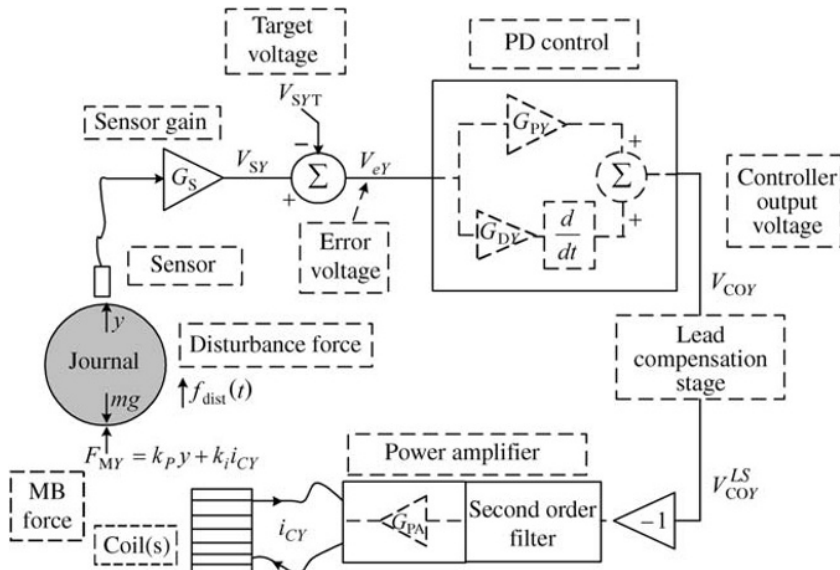 Target
voltage
PD control
V_SYT
Sensor gain
G_S
V_SY
−
+
Σ
V_eY
G_PY
G_DY
d
dt
+
+
Σ
Controller
output
voltage
Error
voltage
Sensor
V_COY
y
Journal
mg
Disturbance force
f_dist(t)
Lead
compensation
stage
F_MY = k_P y + k_i i_CY
Power amplifier
V_COY^LS
MB
force
Coil(s)
i_CY
G_PA
Second order
filter
−1